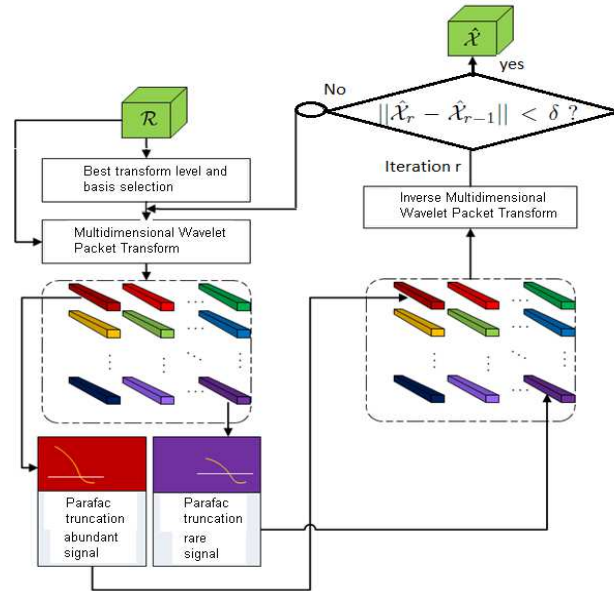 𝒳̂
yes
No
||𝒳̂ᵣ − 𝒳̂ᵣ₋₁|| < δ ?
ℛ
Iteration r
Best transform level and
basis selection
Inverse Multidimensional
Wavelet Packet Transform
Multidimensional Wavelet
Packet Transform
Parafac
truncation
abundant
signal
Parafac
truncation
rare
signal